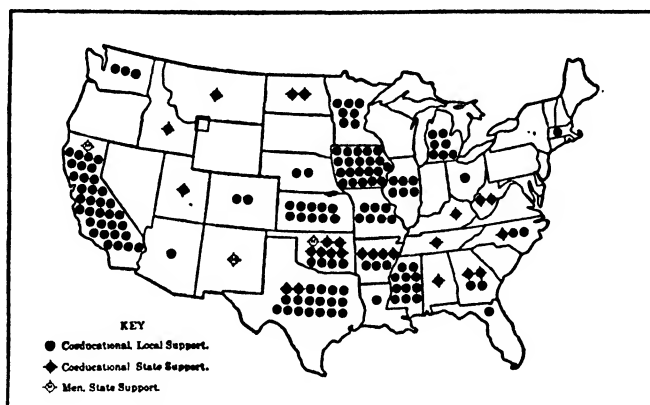 KEY
Coeducational, Local Support.
Coeducational State Support.
Men, State Support.